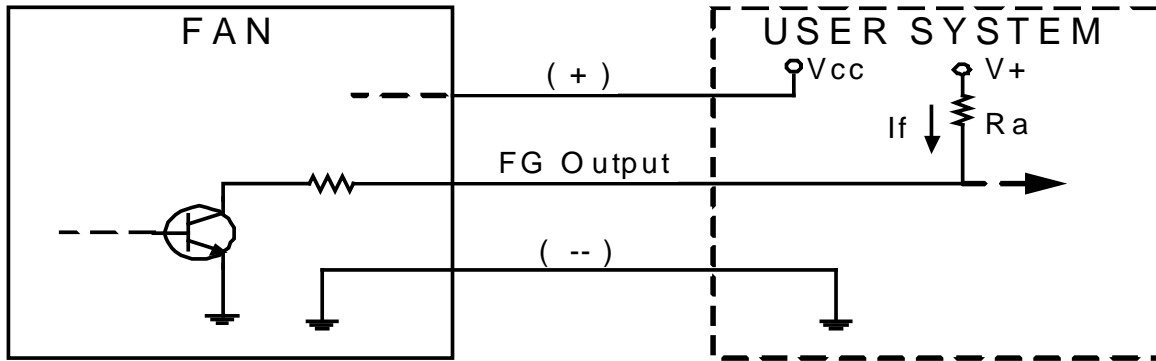 FAN
USER SYSTEM
Vcc
V+
( + )
If
Ra
FG Output
( -- )